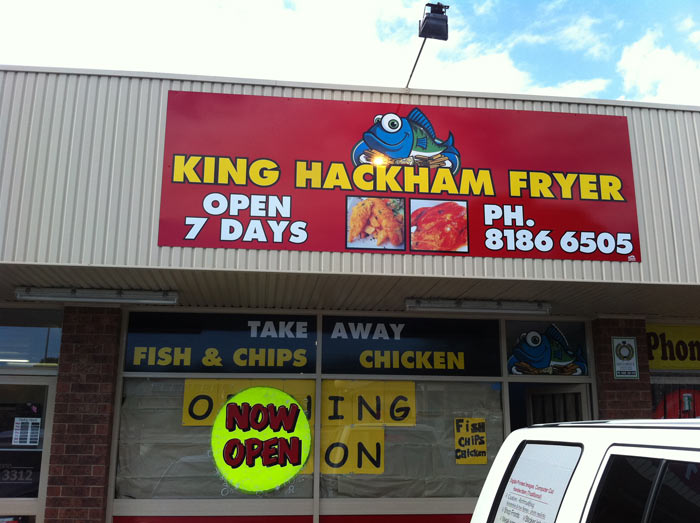 KING HACKHAM FRYER
OPEN
7 DAYS
PH.
8186 6505
TAKE AWAY
FISH & CHIPS CHICKEN
O ING
NOW
OPEN
ON
FiSH
CHiPS
CHicken
Phon
3312